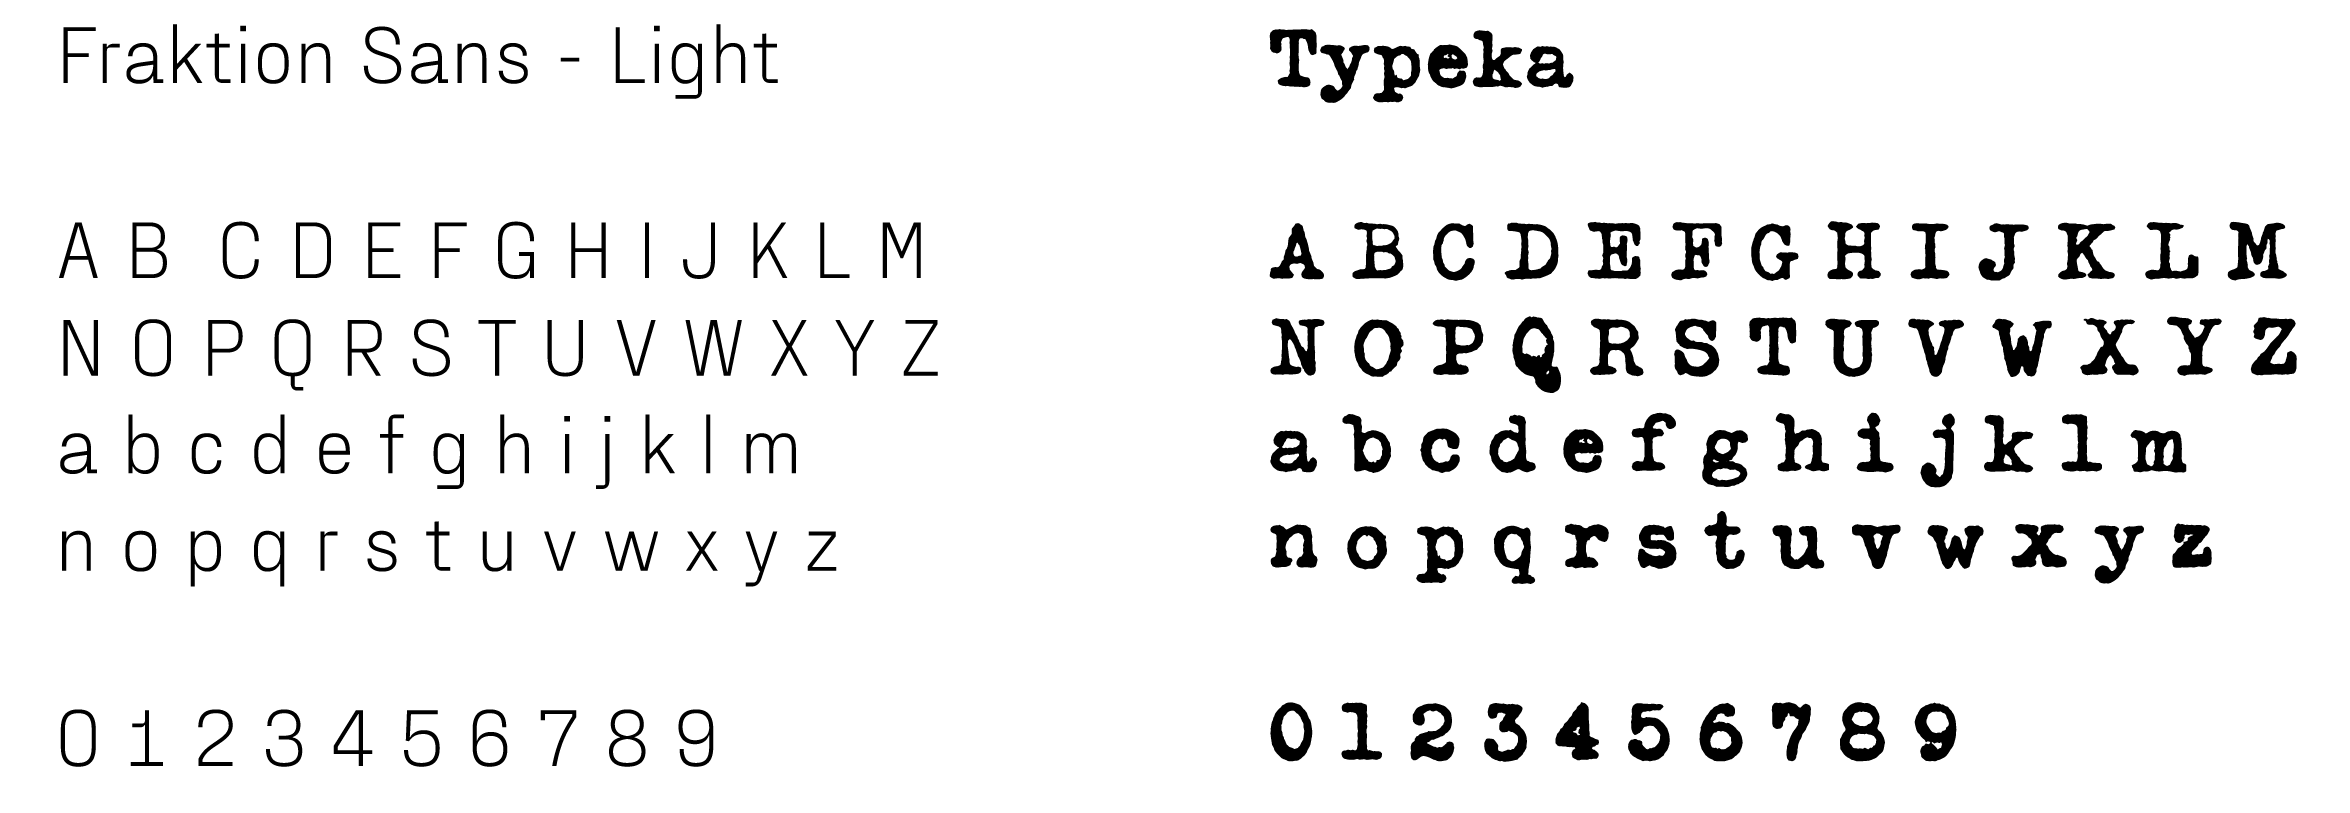 Fraktion Sans - Light
A B C D E F G H I J K L M
N O P Q R S T U V W X Y Z
a b c d e f g h i j k l m
n o p q r s t u v w x y z
0 1 2 3 4 5 6 7 8 9
Typeka
A B C D E F G H I J K L M
N O P Q R S T U V W X Y Z
a b c d e f g h i j k l m
n o p q r s t u v w x y z
0 1 2 3 4 5 6 7 8 9